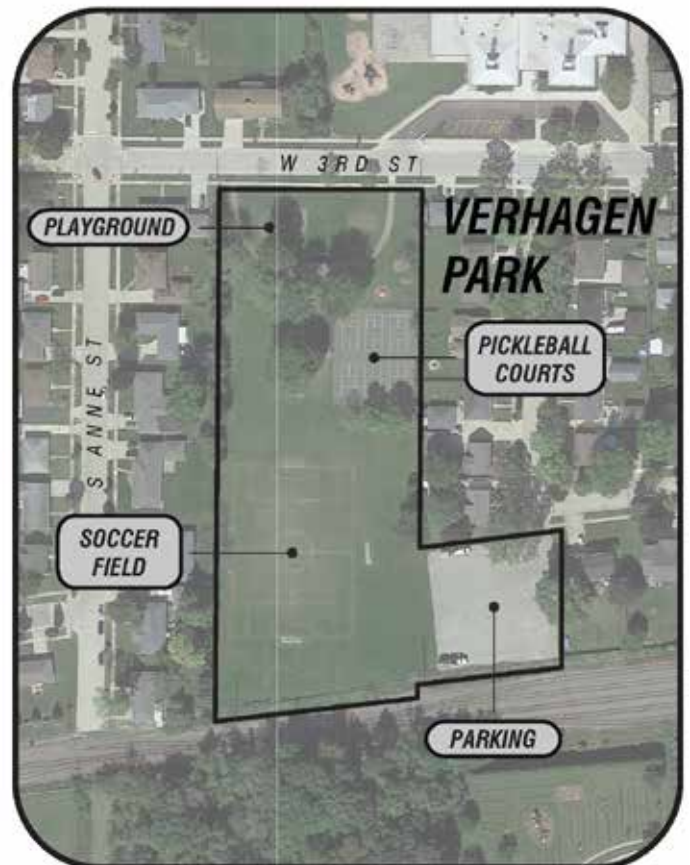 W 3RD ST
PLAYGROUND
VERHAGEN
PARK
PICKLEBALL
COURTS
S ANNE ST
SOCCER
FIELD
PARKING